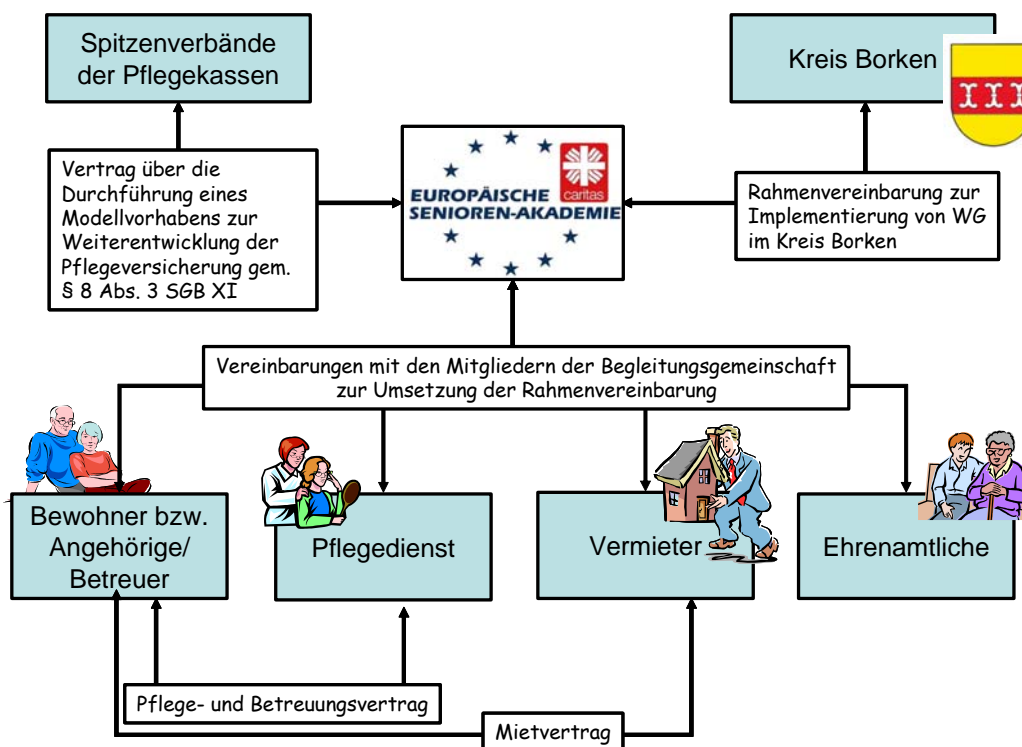 Spitzenverbände
der Pflegekassen
Kreis Borken
Vertrag über die
Durchführung eines
Modellvorhabens zur
Weiterentwicklung der
Pflegeversicherung gem.
§ 8 Abs. 3 SGB XI
caritas
EUROPÄISCHE
SENIOREN-AKADEMIE
Rahmenvereinbarung zur
Implementierung von WG
im Kreis Borken
Vereinbarungen mit den Mitgliedern der Begleitungsgemeinschaft
zur Umsetzung der Rahmenvereinbarung
Bewohner bzw.
Angehörige/
Betreuer
Pflegedienst
Vermieter
Ehrenamtliche
Pflege- und Betreuungsvertrag
Mietvertrag